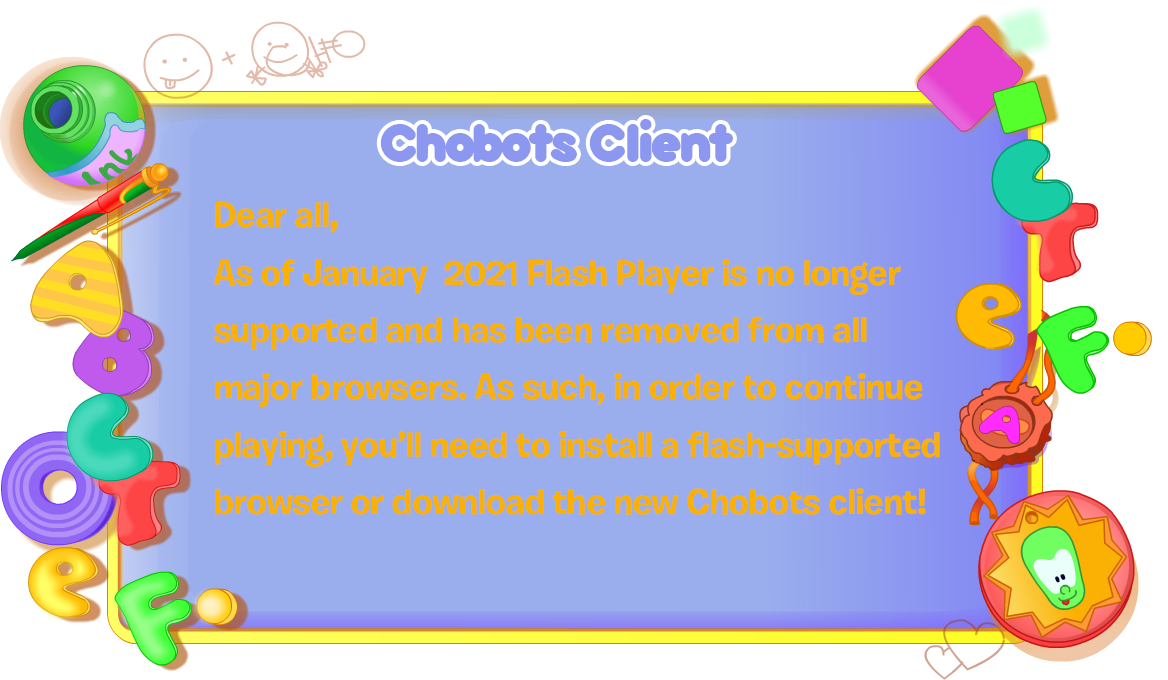 Chobots Client
Ink
Dear all,
As of January  2021 Flash Player is no longer
supported and has been removed from all
major browsers. As such, in order to continue
playing, you'll need to install a flash-supported
browser or download the new Chobots client!
A
B
C
T
e
F
C
T
e
F
A